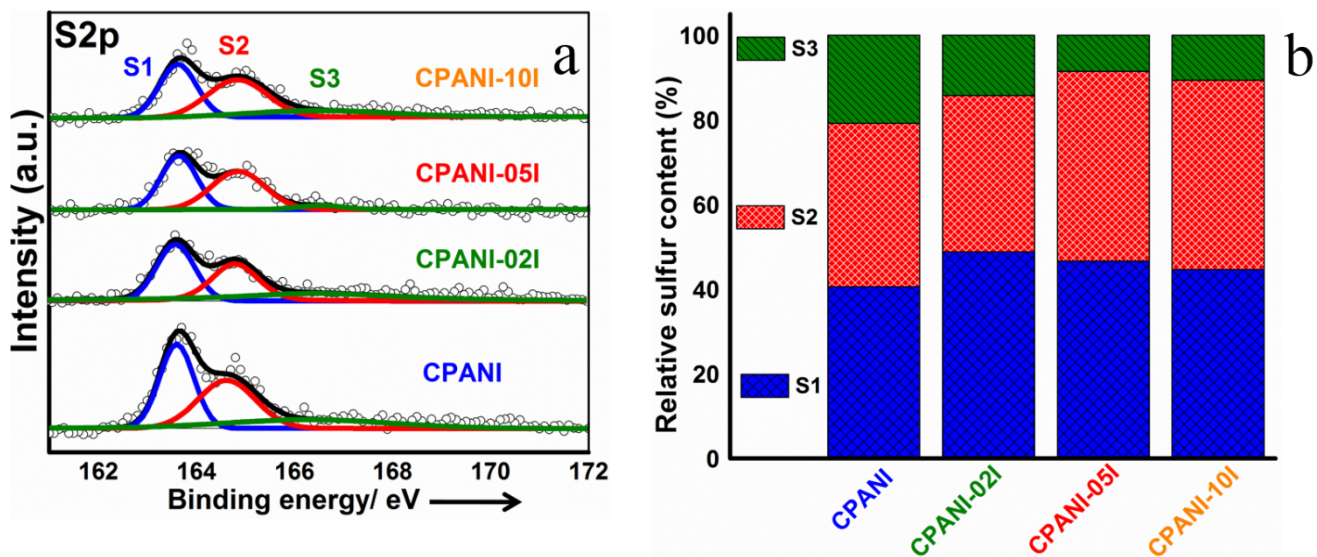 S2p
a
S1
S2
S3
CPANI-10I
CPANI-05I
CPANI-02I
CPANI
Intensity (a.u.)
162 164 166 168 170 172
Binding energy/ eV
b
S3
S2
S1
Relative sulfur content (%)
100
80
60
40
20
0
CPANI
CPANI-02I
CPANI-05I
CPANI-10I